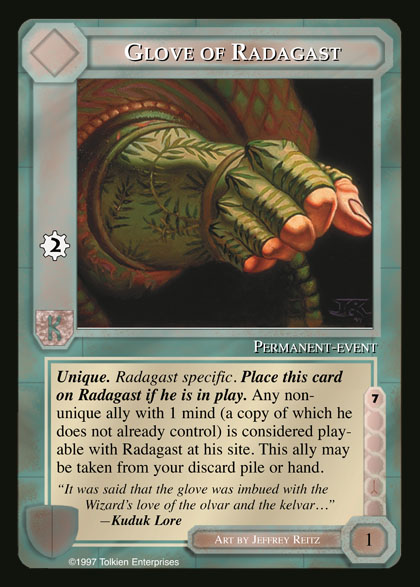 GLOVE OF RADAGAST
2
PERMANENT-EVENT
Unique. Radagast specific. Place this card
on Radagast if he is in play. Any non-
unique ally with 1 mind (a copy of which he
does not already control) is considered play-
able with Radagast at his site. This ally may
be taken from your discard pile or hand.
“It was said that the glove was imbued with the
Wizard’s love of the olvar and the kelvar…”
—Kuduk Lore
7
ART BY JEFFREY REITZ
1
©1997 Tolkien Enterprises